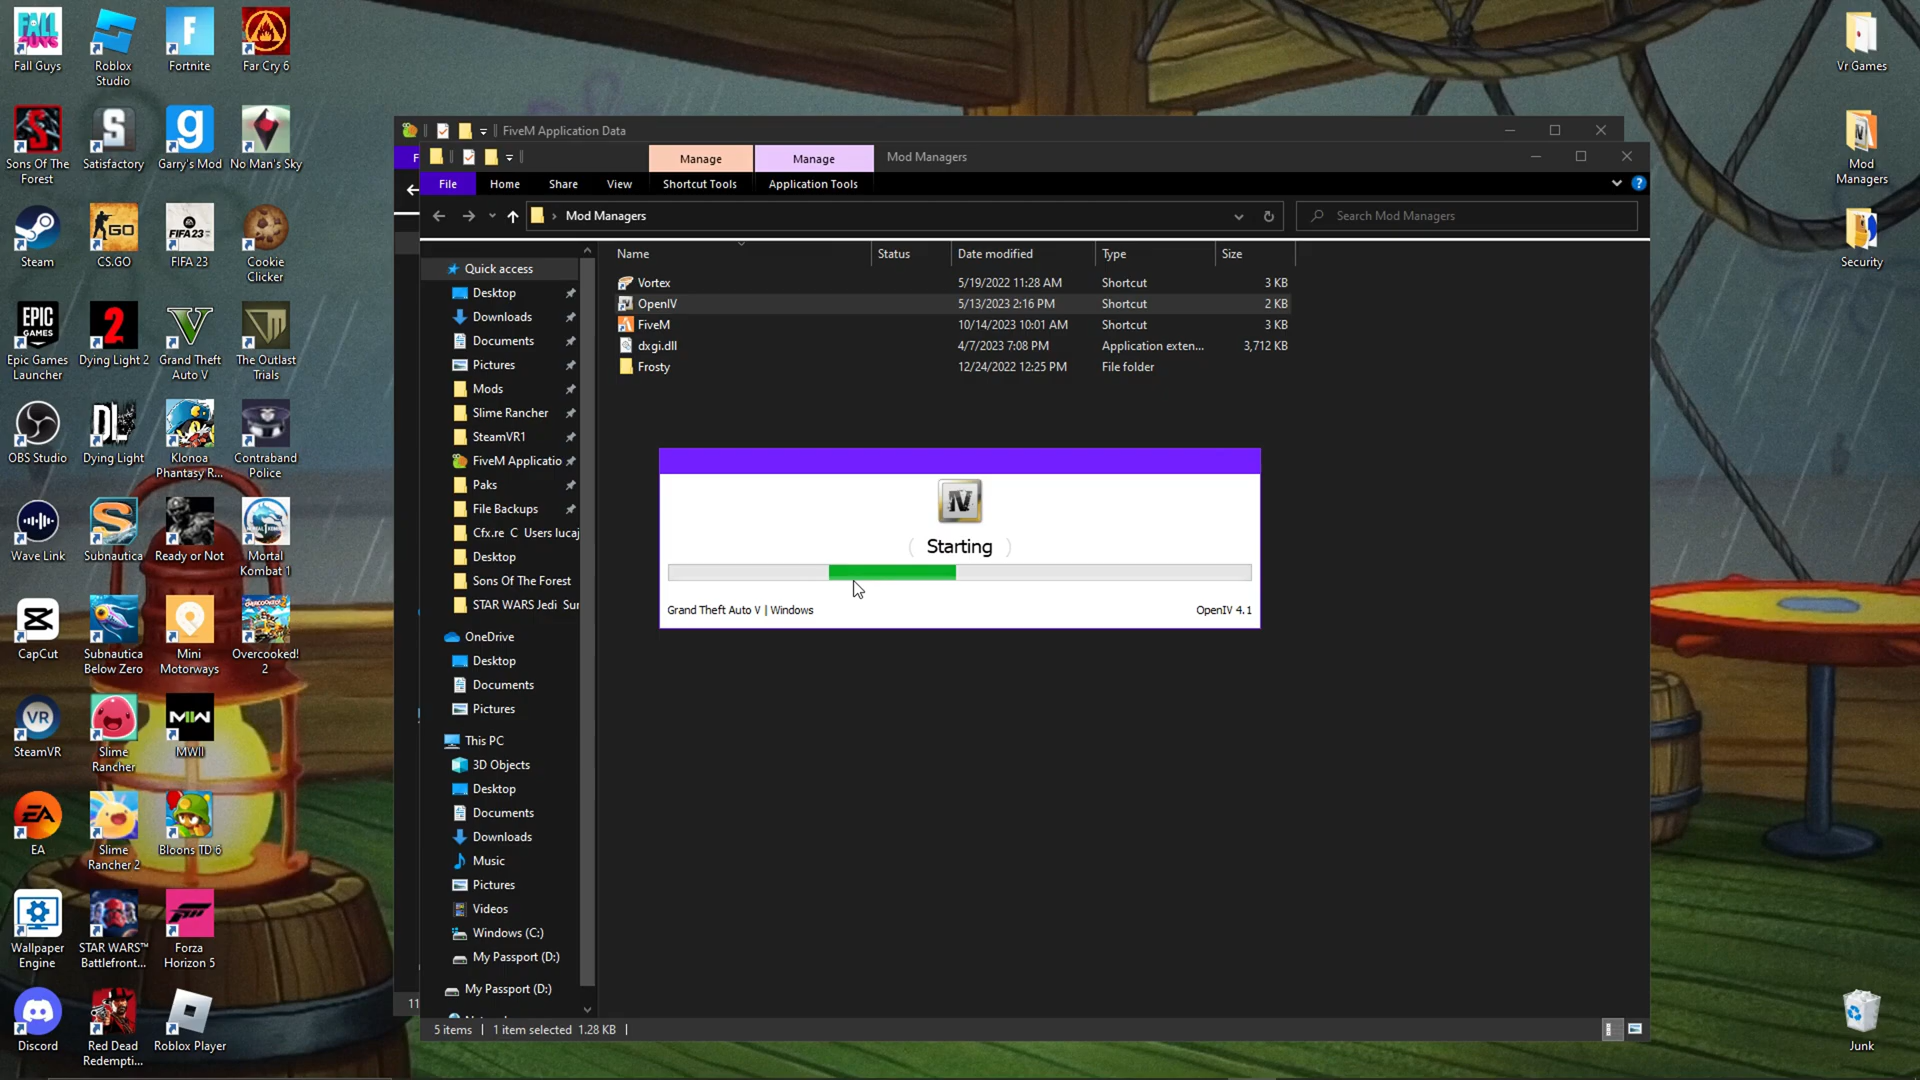 Fall Guys
Roblox
Studio
Fortnite
Far Cry 6
Sons Of The
Forest
Satisfactory
Garry's Mod
No Man's Sky
Steam
CS.GO
FIFA 23
Cookie
Clicker
Epic Games
Launcher
Dying Light 2
Grand Theft
Auto V
The Outlast
Trials
OBS Studio
Dying Light
Klonoa
Phantasy R...
Contraband
Police
Wave Link
Subnautica
Ready or Not
Mortal
Kombat 1
CapCut
Subnautica
Below Zero
Mini
Motorways
Overcooked!
2
SteamVR
Slime
Rancher
MWII
EA
Slime
Rancher 2
Bloons TD 6
Wallpaper
Engine
STAR WARS™
Battlefront...
Forza
Horizon 5
Discord
Red Dead
Redempti...
Roblox Player
FiveM Application Data
Manage
Manage
Mod Managers
File
Home
Share
View
Shortcut Tools
Application Tools
Mod Managers
Search Mod Managers
Name
Status
Date modified
Type
Size
Vortex 5/19/2022 11:28 AM Shortcut 3 KB
OpenIV 5/13/2023 2:16 PM Shortcut 2 KB
FiveM 10/14/2023 10:01 AM Shortcut 3 KB
dxgi.dll 4/7/2023 7:08 PM Application exten... 3,712 KB
Frosty 12/24/2022 12:25 PM File folder
Quick access
Desktop
Downloads
Documents
Pictures
Mods
Slime Rancher
SteamVR1
FiveM Applicatio
Paks
File Backups
Cfx.re C Users lucaj
Desktop
Sons Of The Forest
STAR WARS Jedi Sur
OneDrive
Desktop
Documents
Pictures
This PC
3D Objects
Desktop
Documents
Downloads
Music
Pictures
Videos
Windows (C:)
My Passport (D:)
My Passport (D:)
IV
Starting
Grand Theft Auto V | Windows
OpenIV 4.1
11
5 items
1 item selected 1.28 KB
Vr Games
Mod
Managers
Security
Junk